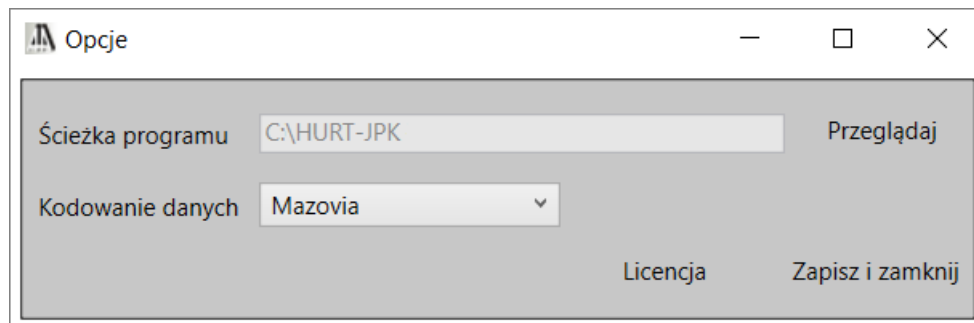 Opcje
Ścieżka programu C:\HURT-JPK Przeglądaj
Kodowanie danych Mazovia
Licencja Zapisz i zamknij